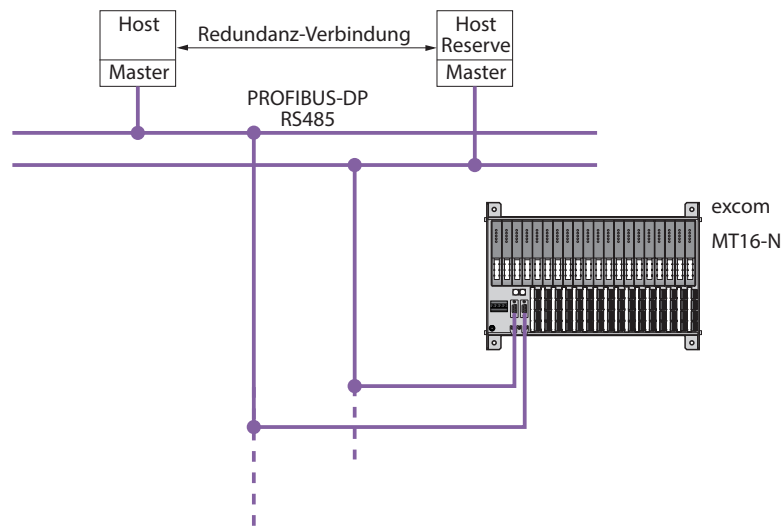 Host
Redundanz-Verbindung
Host
Reserve
Master
Master
PROFIBUS-DP
RS485
excom
MT16-N